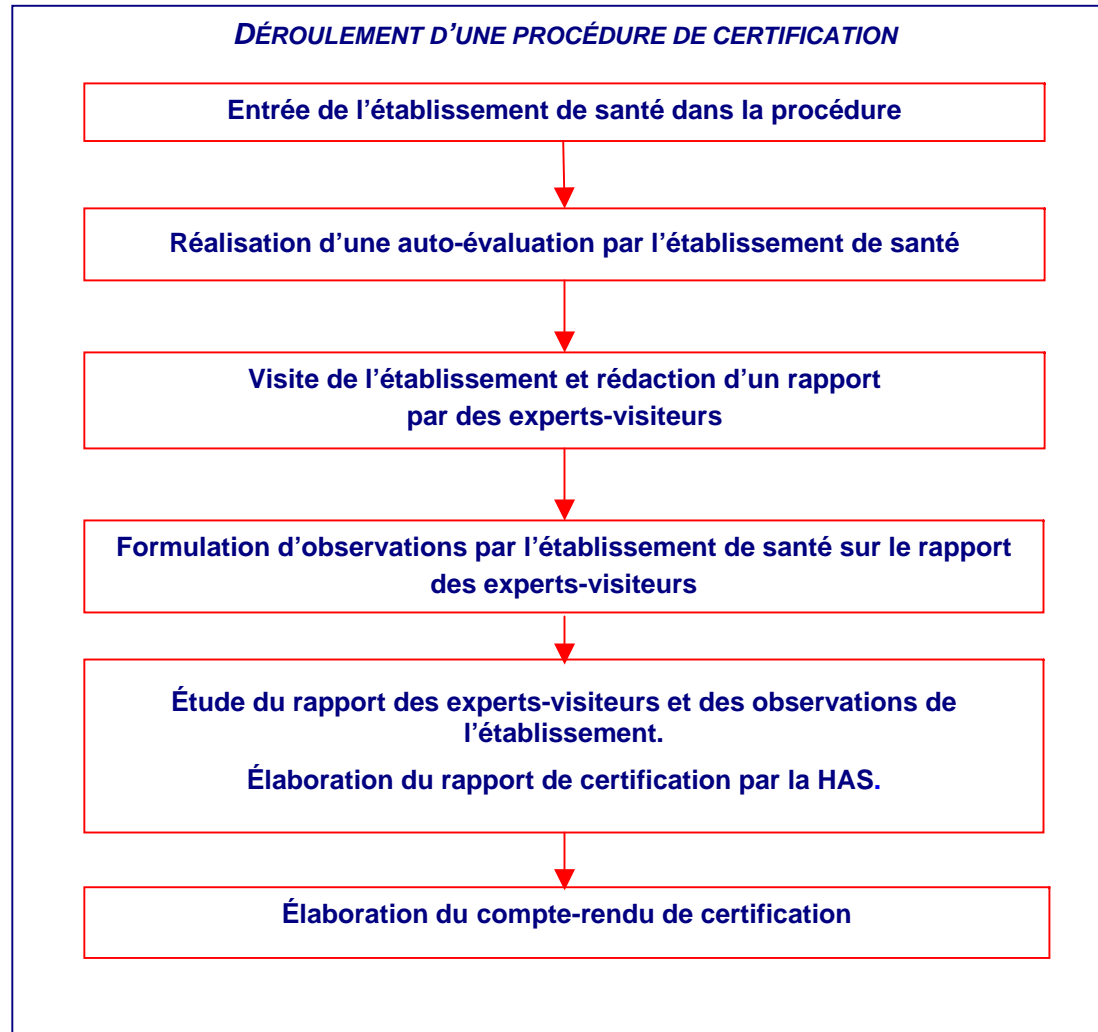 DÉROULEMENT D’UNE PROCÉDURE DE CERTIFICATION
Entrée de l’établissement de santé dans la procédure
Réalisation d’une auto-évaluation par l’établissement de santé
Visite de l’établissement et rédaction d’un rapport
par des experts-visiteurs
Formulation d’observations par l’établissement de santé sur le rapport
des experts-visiteurs
Étude du rapport des experts-visiteurs et des observations de
l’établissement.
Élaboration du rapport de certification par la HAS.
Élaboration du compte-rendu de certification